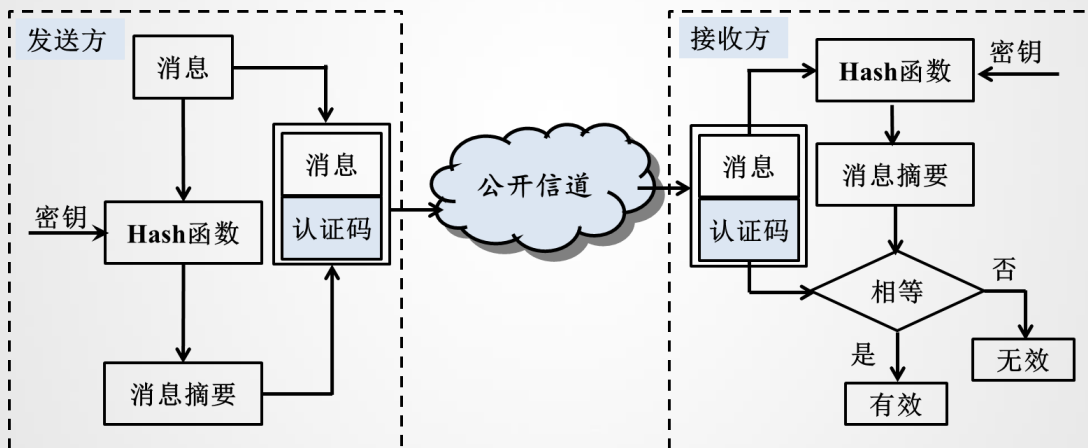 发送方
消息
密钥
Hash函数
消息摘要
消息
认证码
公开信道
接收方
消息
认证码
Hash函数
密钥
消息摘要
相等
否
是
无效
有效